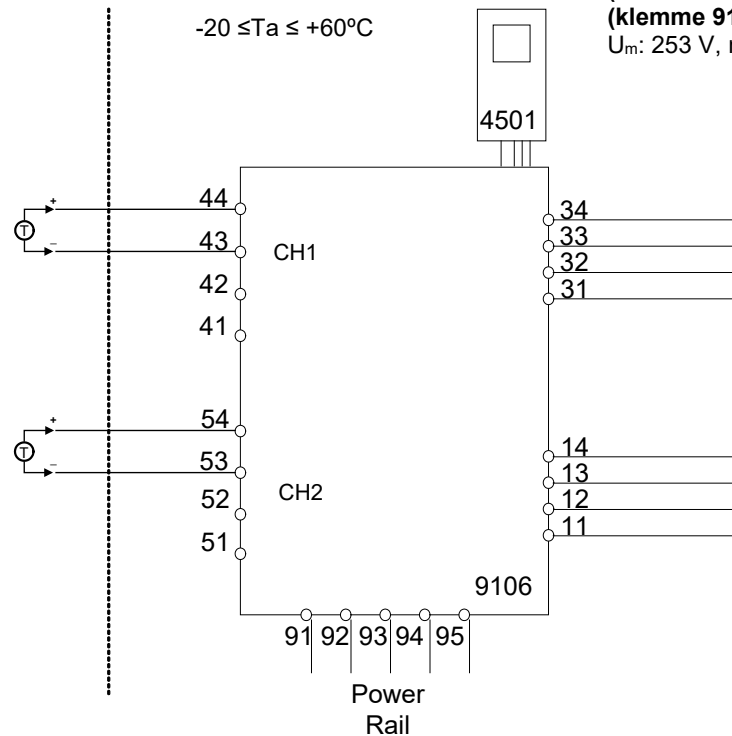 -20 ≤Ta ≤ +60ºC
(klemme 91
Uₘ: 253 V,
4501
44
43
42
41
CH1
34
33
32
31
+
–
T
54
53
52
51
CH2
14
13
12
11
+
–
T
9106
91 92 93 94 95
Power
Rail